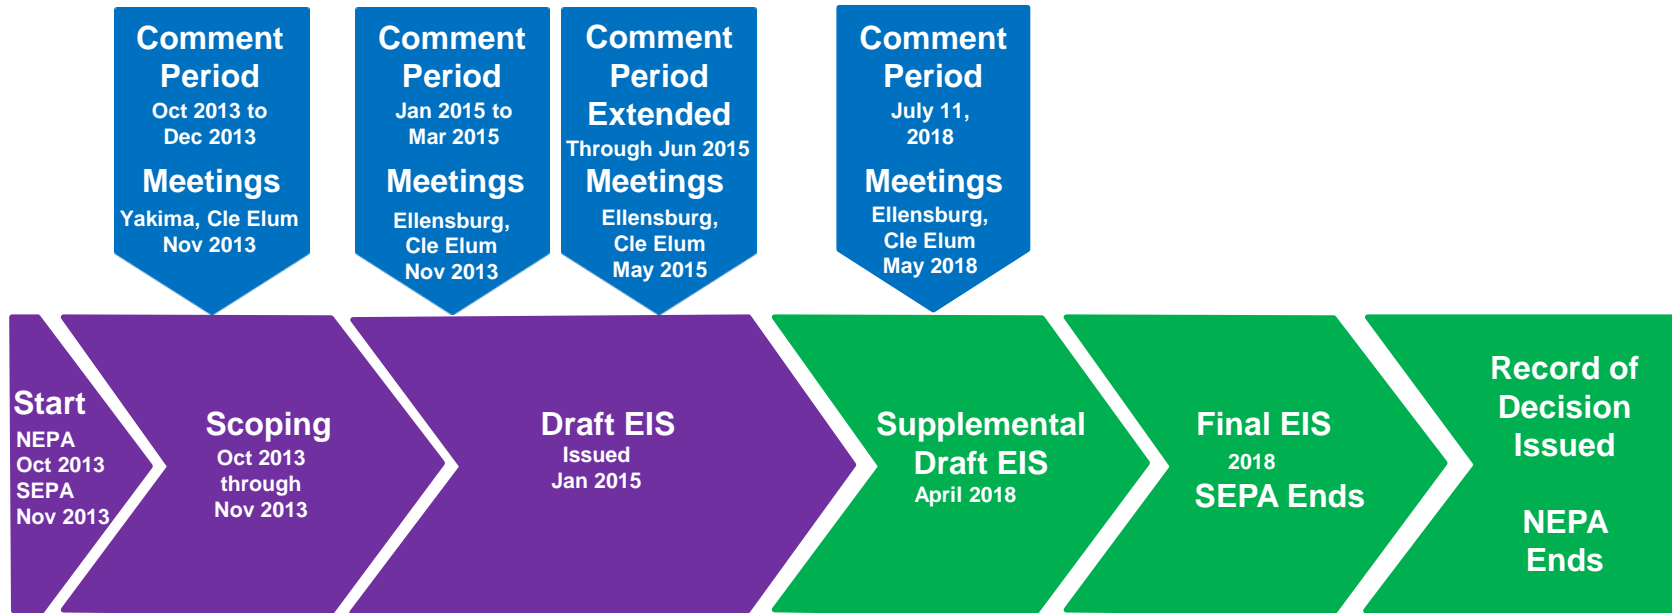 Comment
Period
Oct 2013 to
Dec 2013
Meetings
Yakima, Cle Elum
Nov 2013
Comment
Period
Jan 2015 to
Mar 2015
Meetings
Ellensburg,
Cle Elum
Nov 2013
Comment
Period
Extended
Through Jun 2015
Meetings
Ellensburg,
Cle Elum
May 2015
Comment
Period
July 11,
2018
Meetings
Ellensburg,
Cle Elum
May 2018
Start
NEPA
Oct 2013
SEPA
Nov 2013
Scoping
Oct 2013
through
Nov 2013
Draft EIS
Issued
Jan 2015
Supplemental
Draft EIS
April 2018
Final EIS
2018
SEPA Ends
Record of
Decision
Issued
NEPA
Ends